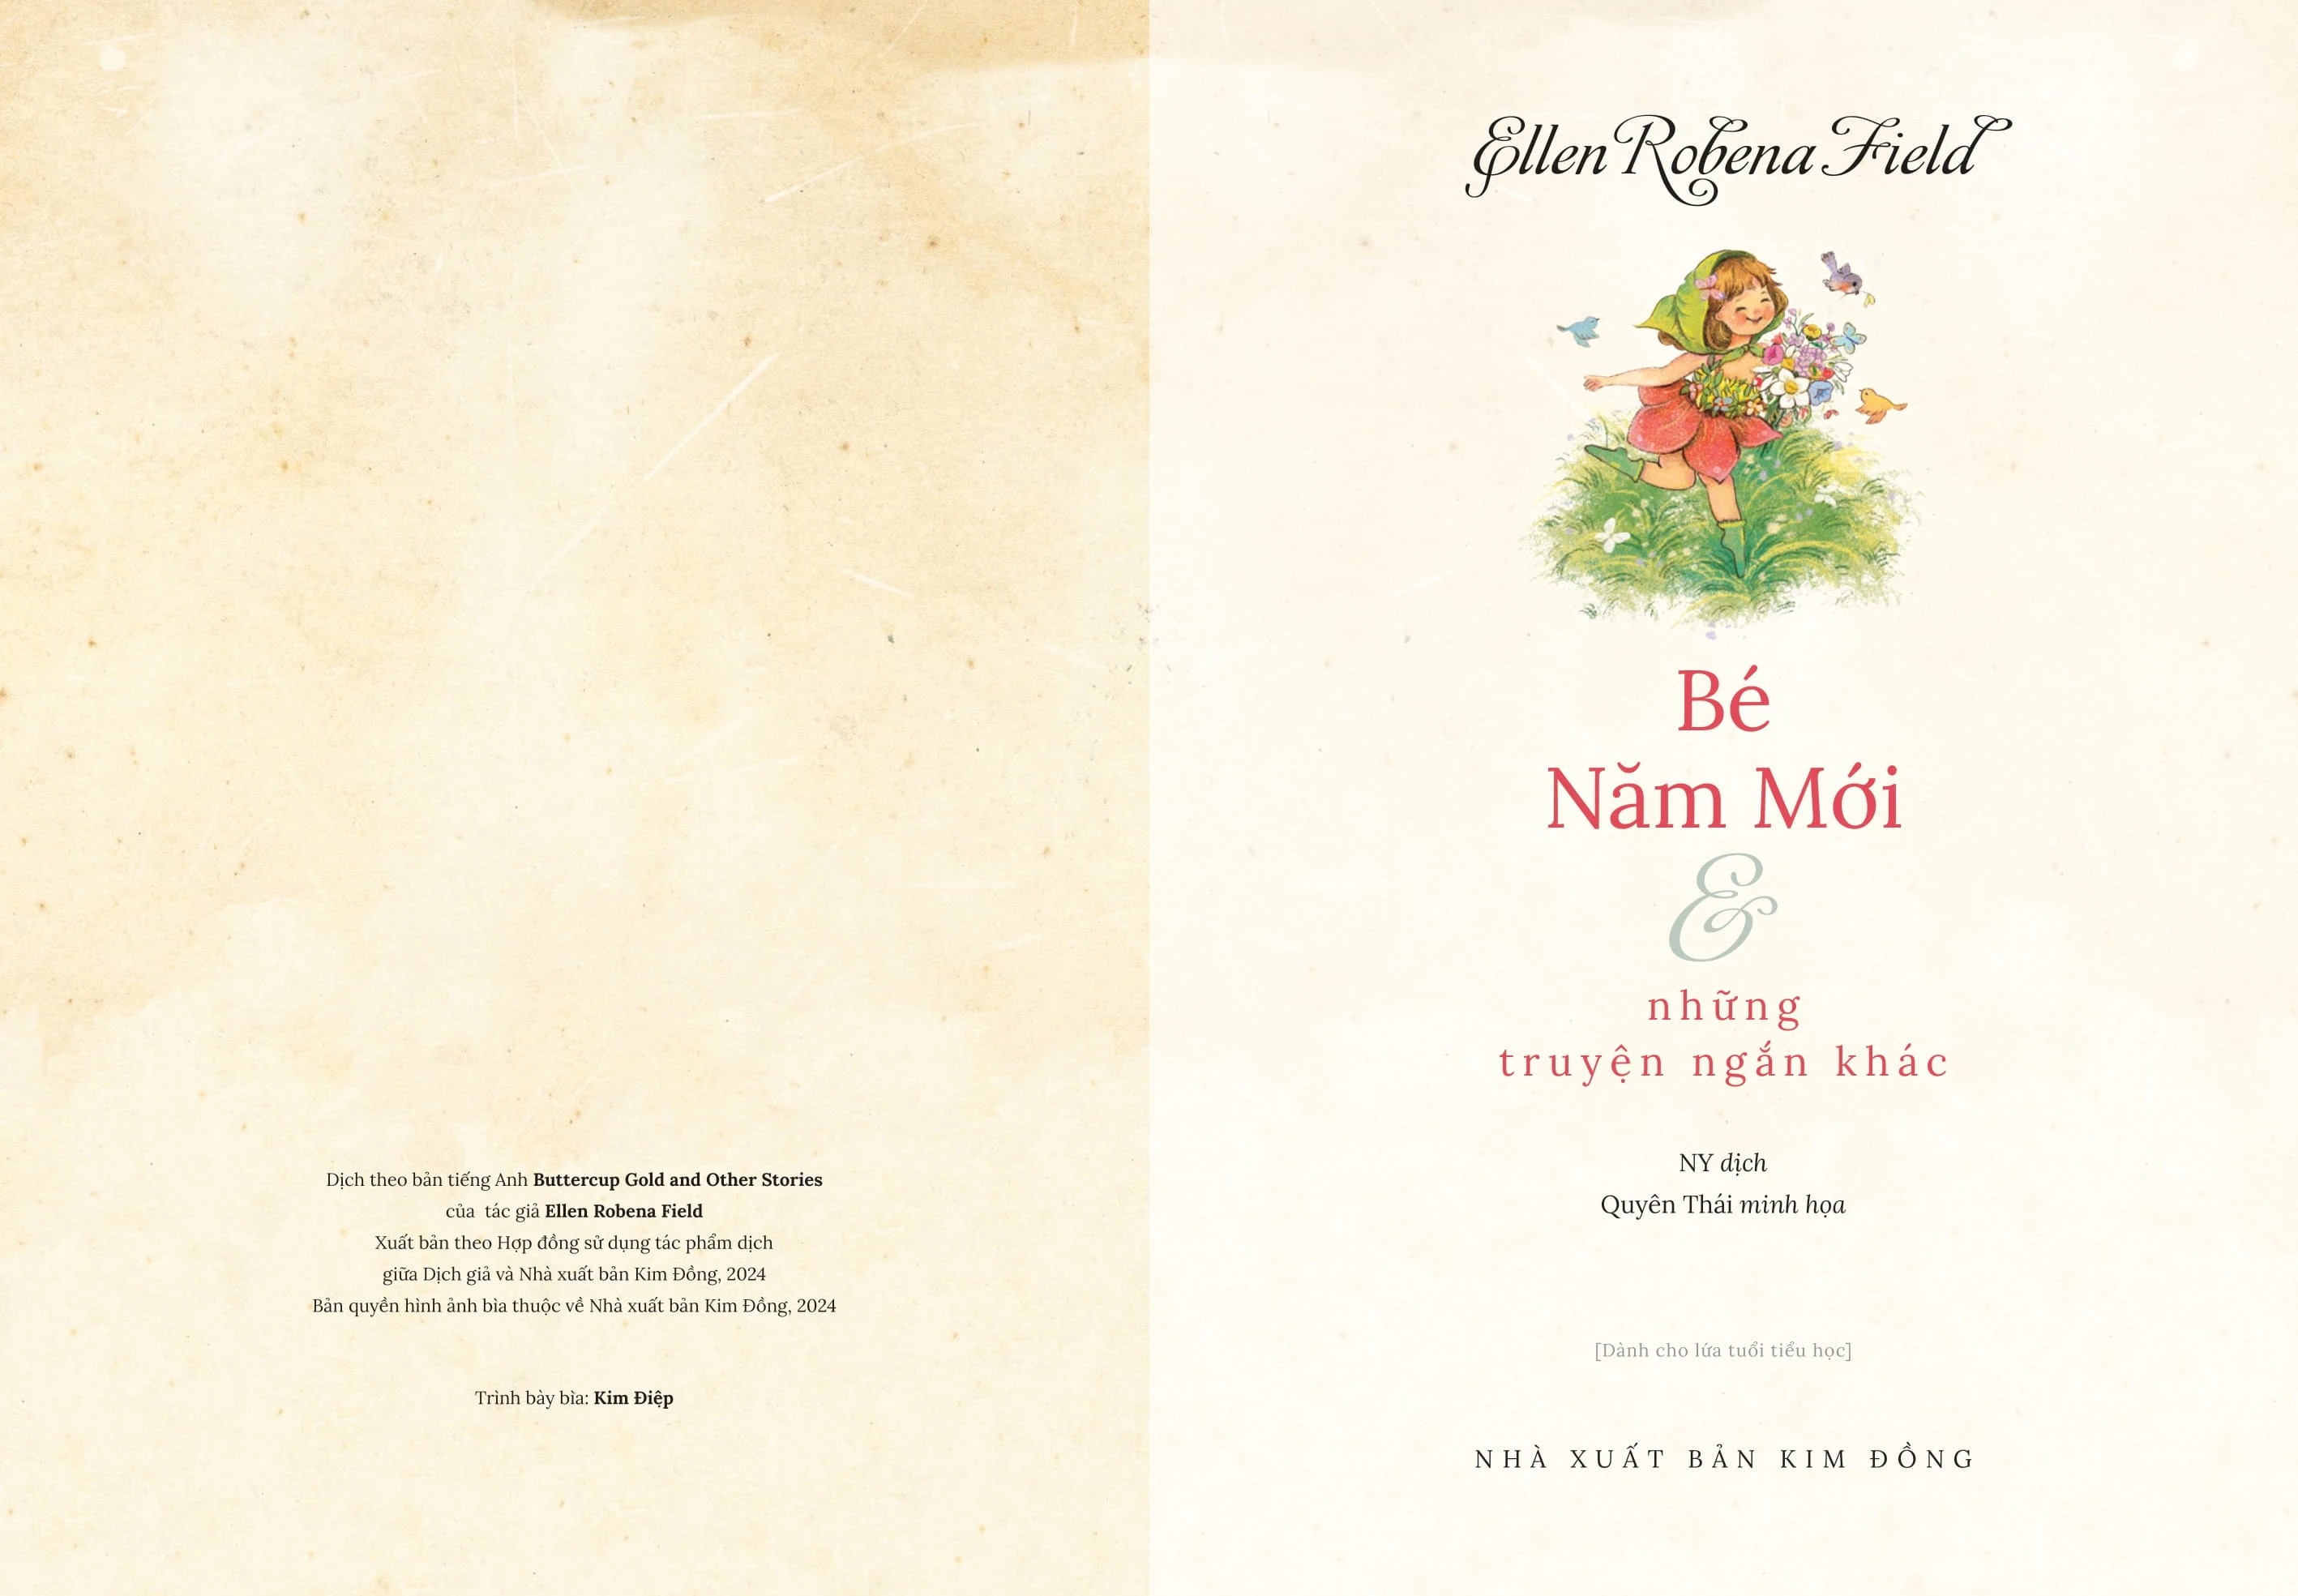 Dịch theo bản tiếng Anh Buttercup Gold and Other Stories
của tác giả Ellen Robena Field
Xuất bản theo Hợp đồng sử dụng tác phẩm dịch
giữa Dịch giả và Nhà xuất bản Kim Đồng, 2024
Bản quyền hình ảnh bìa thuộc về Nhà xuất bản Kim Đồng, 2024
Trình bày bìa: Kim Điệp
Ellen Robena Field
Bé
Năm Mới
&
những
truyện ngắn khác
NY dịch
Quyên Thái minh họa
[Dành cho lứa tuổi tiểu học]
NHÀ XUẤT BẢN KIM ĐỒNG